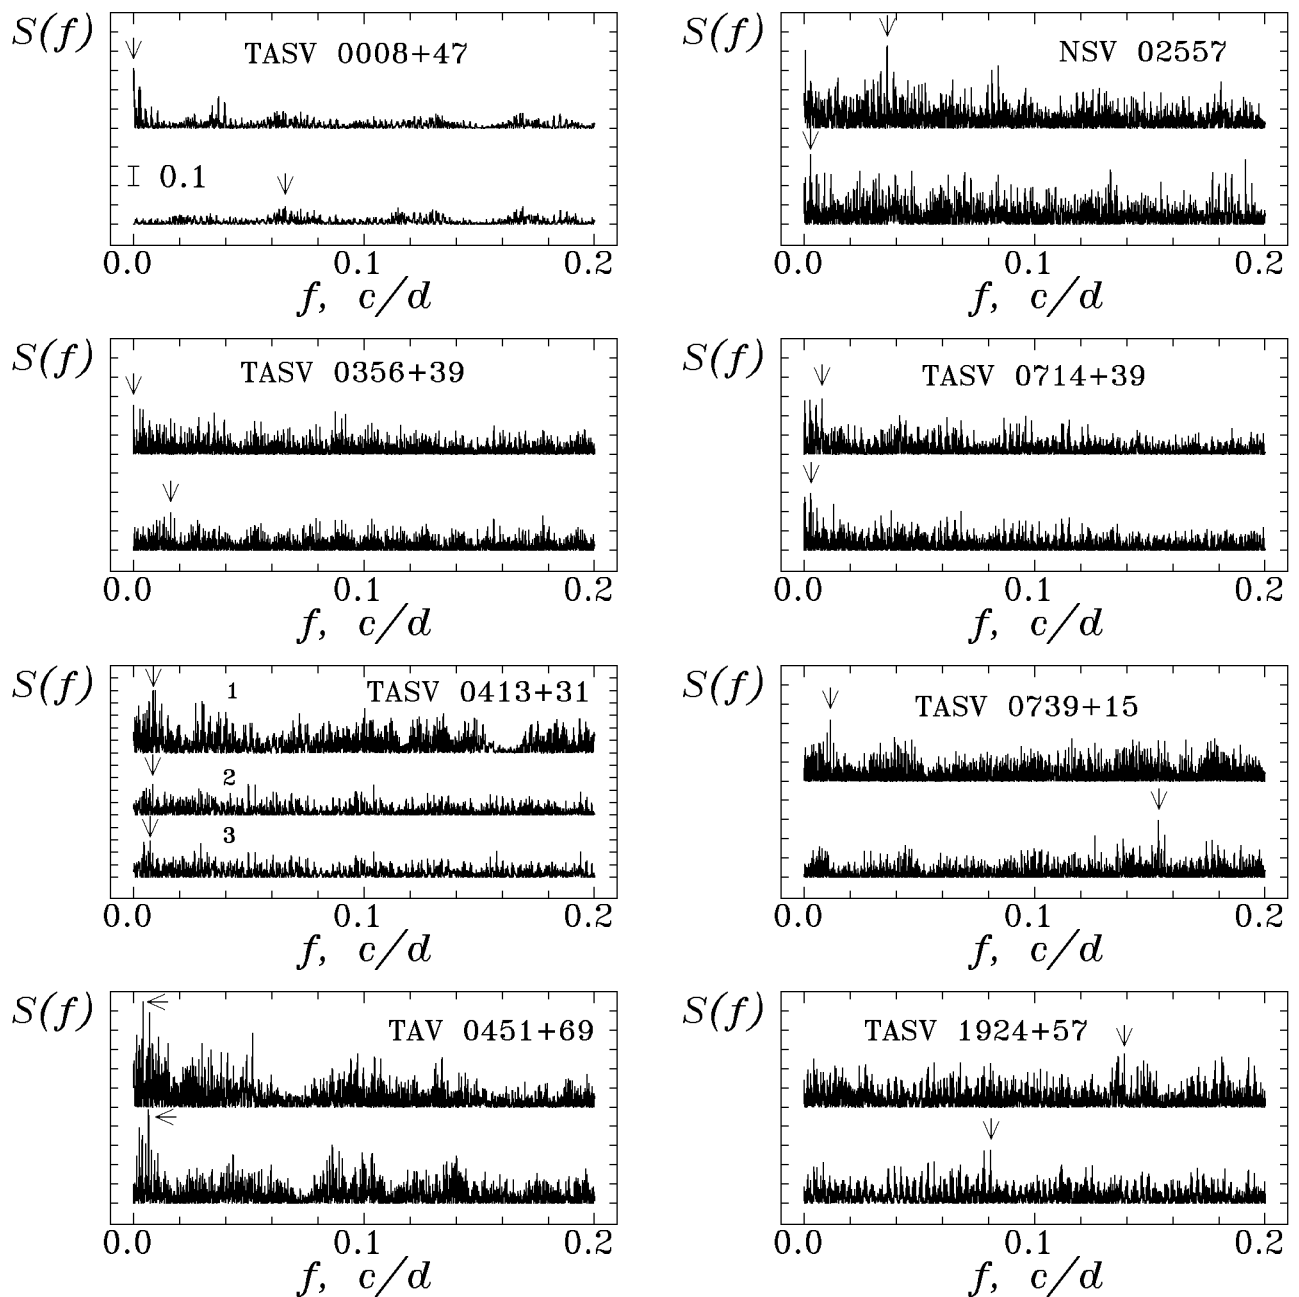 S(f)
TASV 0008+47
0.1
0.0 0.1 0.2
f, c/d
S(f)
NSV 02557
0.0 0.1 0.2
f, c/d
S(f)
TASV 0356+39
0.0 0.1 0.2
f, c/d
S(f)
TASV 0714+39
0.0 0.1 0.2
f, c/d
S(f)
1
TASV 0413+31
2
3
0.0 0.1 0.2
f, c/d
S(f)
TASV 0739+15
0.0 0.1 0.2
f, c/d
S(f)
TAV 0451+69
0.0 0.1 0.2
f, c/d
S(f)
TASV 1924+57
0.0 0.1 0.2
f, c/d